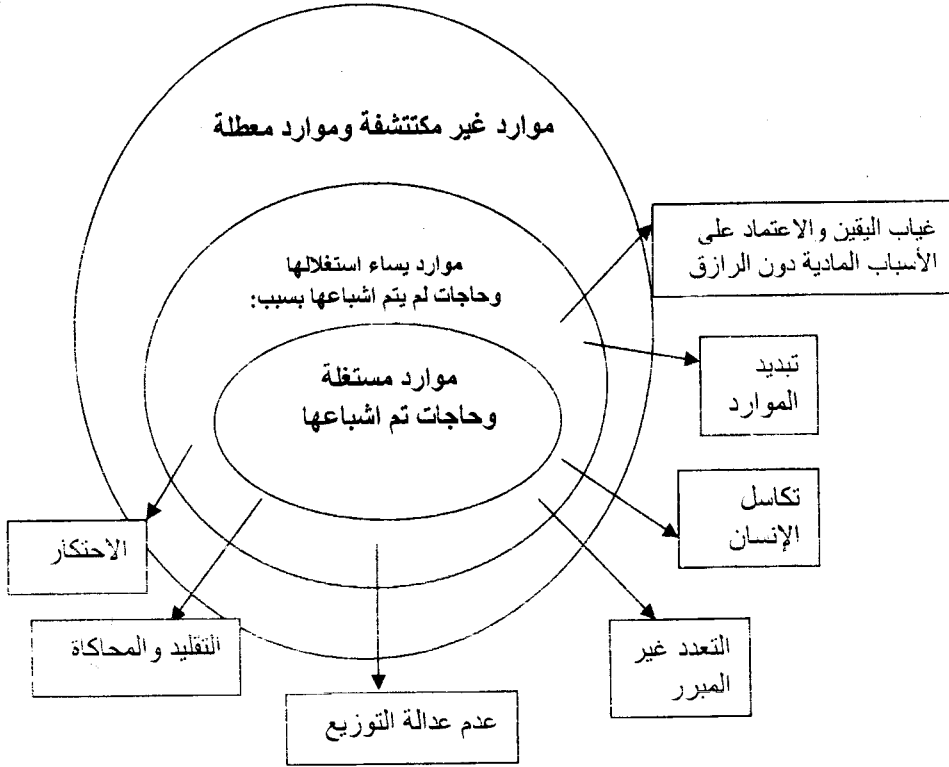 موارد غير مكتتشفة وموارد معطلة
غياب اليقين والاعتماد على
الأسباب المادية دون الرازق
موارد يساء استغلالها
وحاجات لم يتم اشباعها بسبب:
تبديد
الموارد
موارد مستغلة
وحاجات تم اشباعها
تكاسل
الإنسان
الاحتكار
التعدد غير
المبرر
التقليد والمحاكاة
عدم عدالة التوزيع